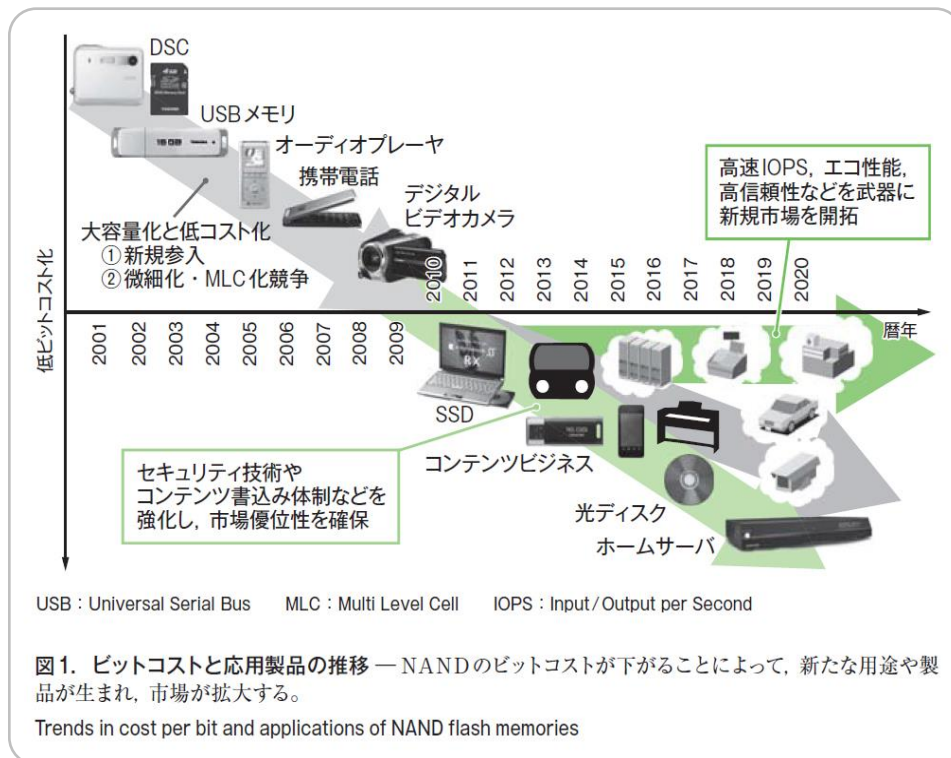 DSC
USBメモリ
16 GB
オーディオプレーヤ
携帯電話
デジタル
ビデオカメラ
大容量化と低コスト化
①新規参入
②微細化・MLC化競争
高速IOPS, エコ性能,
高信頼性などを武器に
新規市場を開拓
低ビットコスト化
2010
2011
2012
2013
2014
2015
2016
2017
2018
2019
2020
暦年
2001
2002
2003
2004
2005
2006
2007
2008
2009
RX
SSD
コンテンツビジネス
セキュリティ技術や
コンテンツ書込み体制などを
強化し, 市場優位性を確保
光ディスク
ホームサーバ
USB：Universal Serial Bus MLC：Multi Level Cell IOPS：Input/Output per Second
図1. ビットコストと応用製品の推移 — NANDのビットコストが下がることによって, 新たな用途や製
品が生まれ, 市場が拡大する。
Trends in cost per bit and applications of NAND flash memories